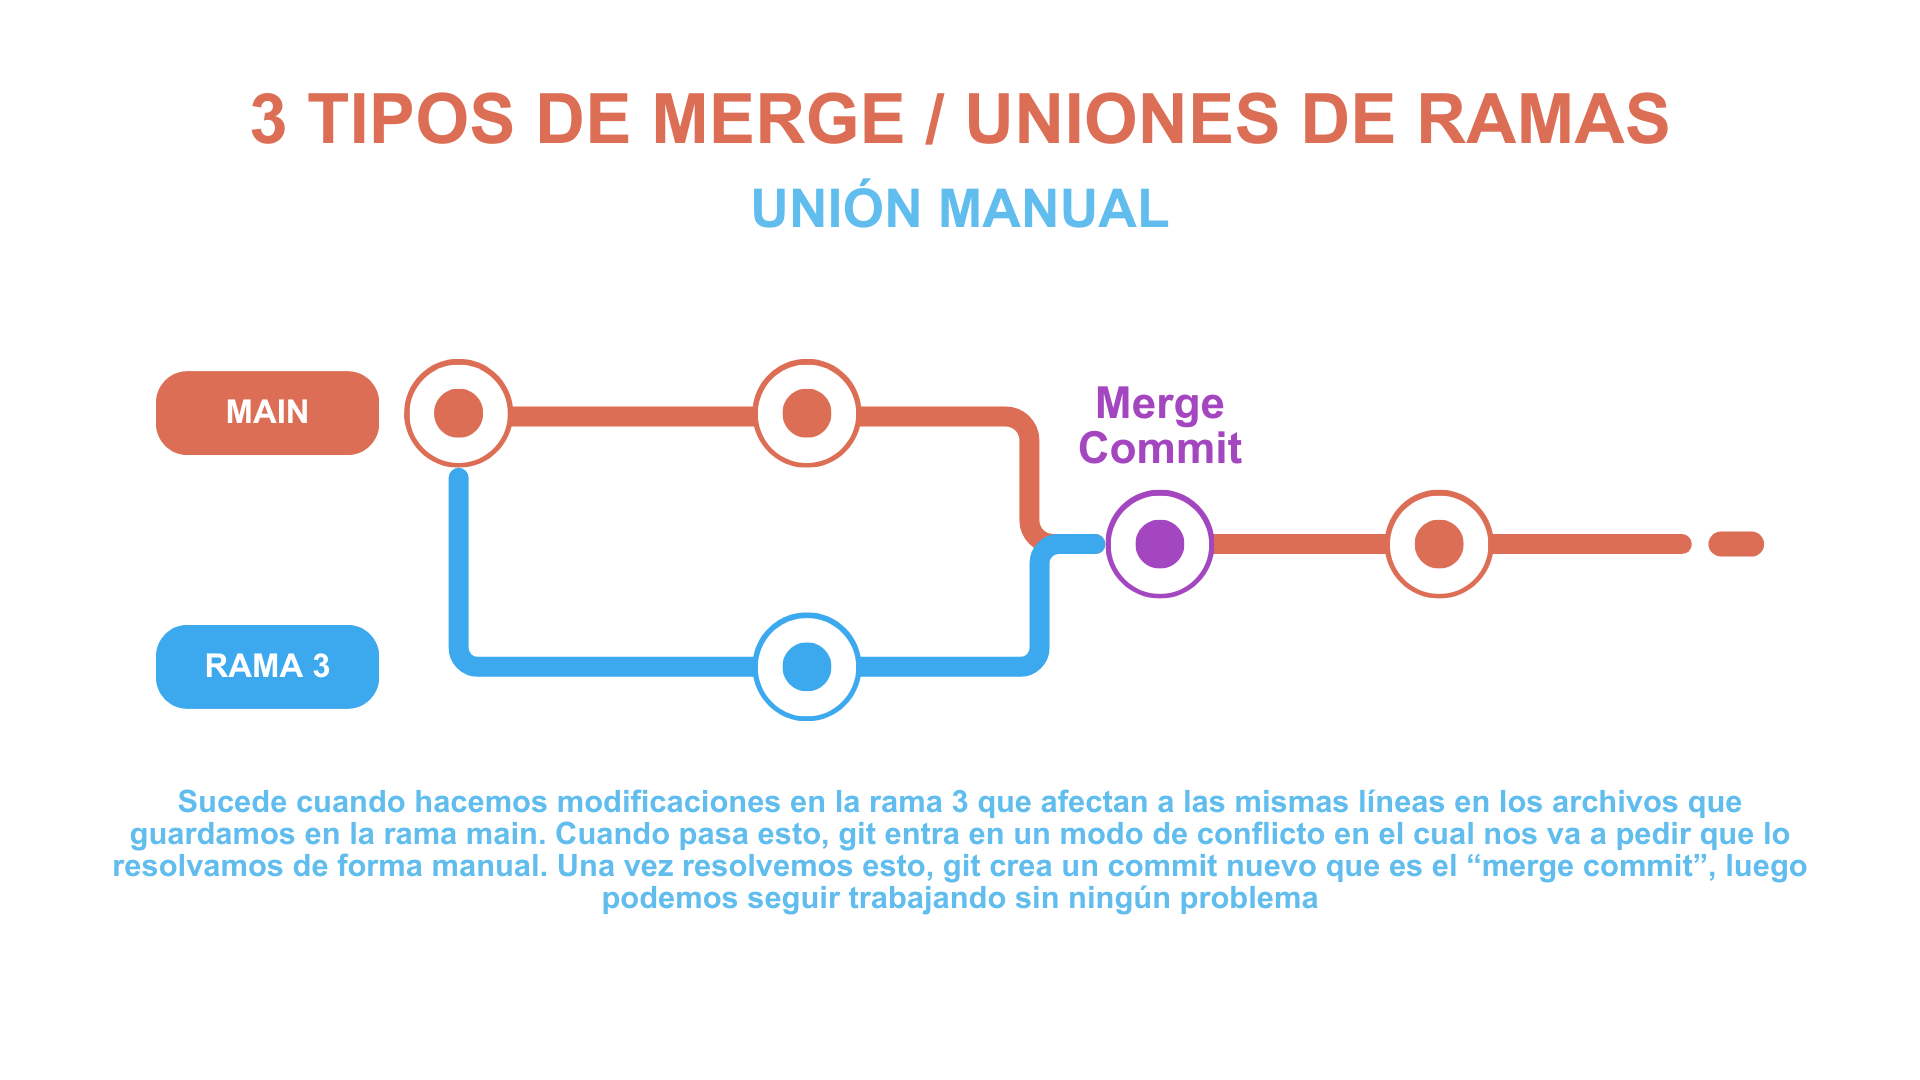 3 TIPOS DE MERGE / UNIONES DE RAMAS
UNIÓN MANUAL
MAIN
Merge
Commit
RAMA 3
Sucede cuando hacemos modificaciones en la rama 3 que afectan a las mismas líneas en los archivos que
guardamos en la rama main. Cuando pasa esto, git entra en un modo de conflicto en el cual nos va a pedir que lo
resolvamos de forma manual. Una vez resolvemos esto, git crea un commit nuevo que es el “merge commit”, luego
podemos seguir trabajando sin ningún problema